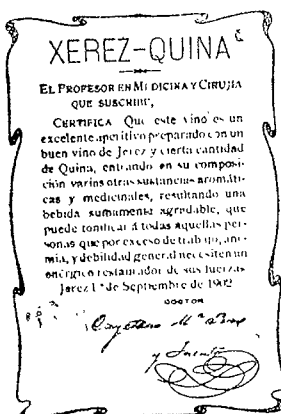 XEREZ-QUINA
EL PROFESOR EN MEDICINA Y CIRUJIA
QUE SUSCRIBE,
CERTIFICA Que este vino es un
excelente aperitivo preparado con un
buen vino de Jerez y cierta cantidad
de Quina, entrando en su composi-
ción varias otras sustancias aromáti-
cas y medicinales, resultando una
bebida sumamente agradable, que
puede tonificar á todas aquellas per-
sonas que por exceso de trabajo, ane-
mia, y debilidad general necesiten un
enérgico restaurador de sus fuerzas
Jerez 1º de Septiembre de 1902
DOCTOR
Cayetano Mª
y